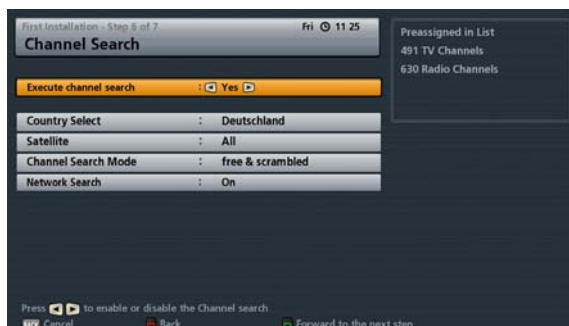 First Installation - Step 6 of 7
Fri 11 25
Channel Search
Execute channel search : Yes
Country Select : Deutschland
Satellite : All
Channel Search Mode : free & scrambled
Network Search : On
Preassigned in List
491 TV Channels
630 Radio Channels
Press to enable or disable the Channel search
Cancel Back Forward to the next step